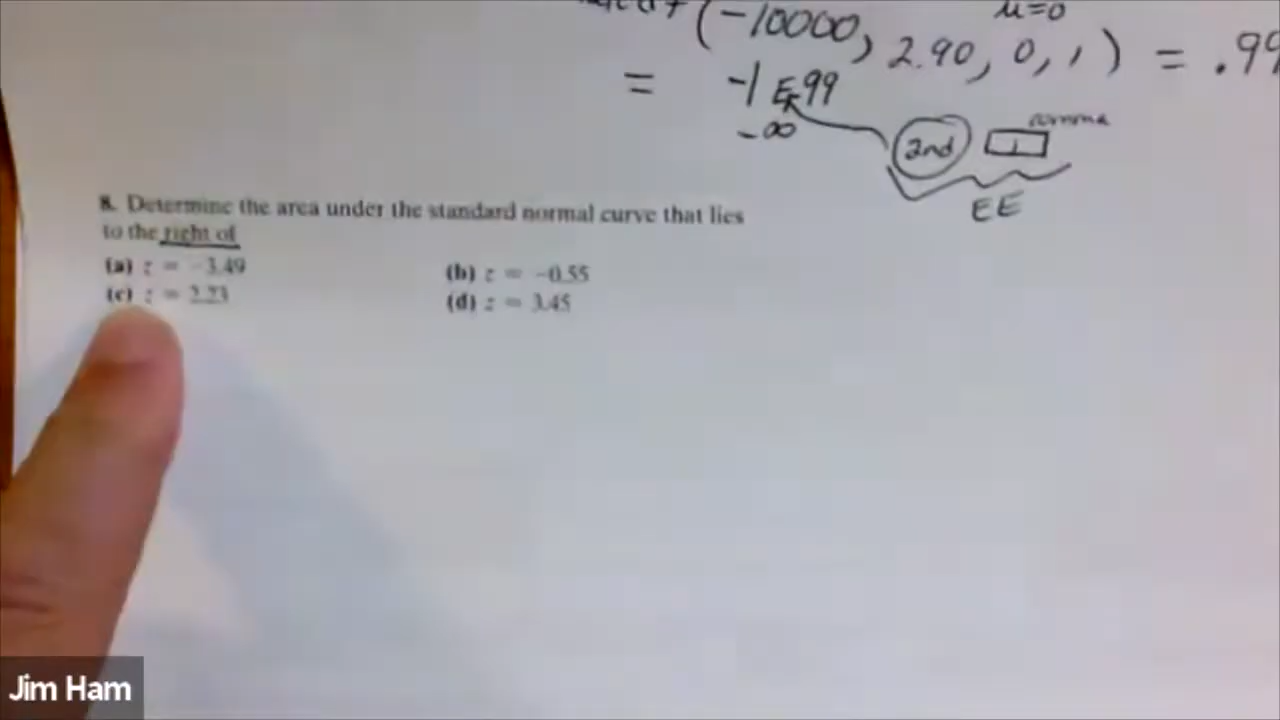 (-10000, 2.90, 0, 1) = .99
μ=0
= -1 E 99
-∞
2nd , comma
EE
8. Determine the area under the standard normal curve that lies
to the right of
(a) z = -3.49 (b) z = -0.55
(c) z = 2.23 (d) z = 3.45
Jim Ham